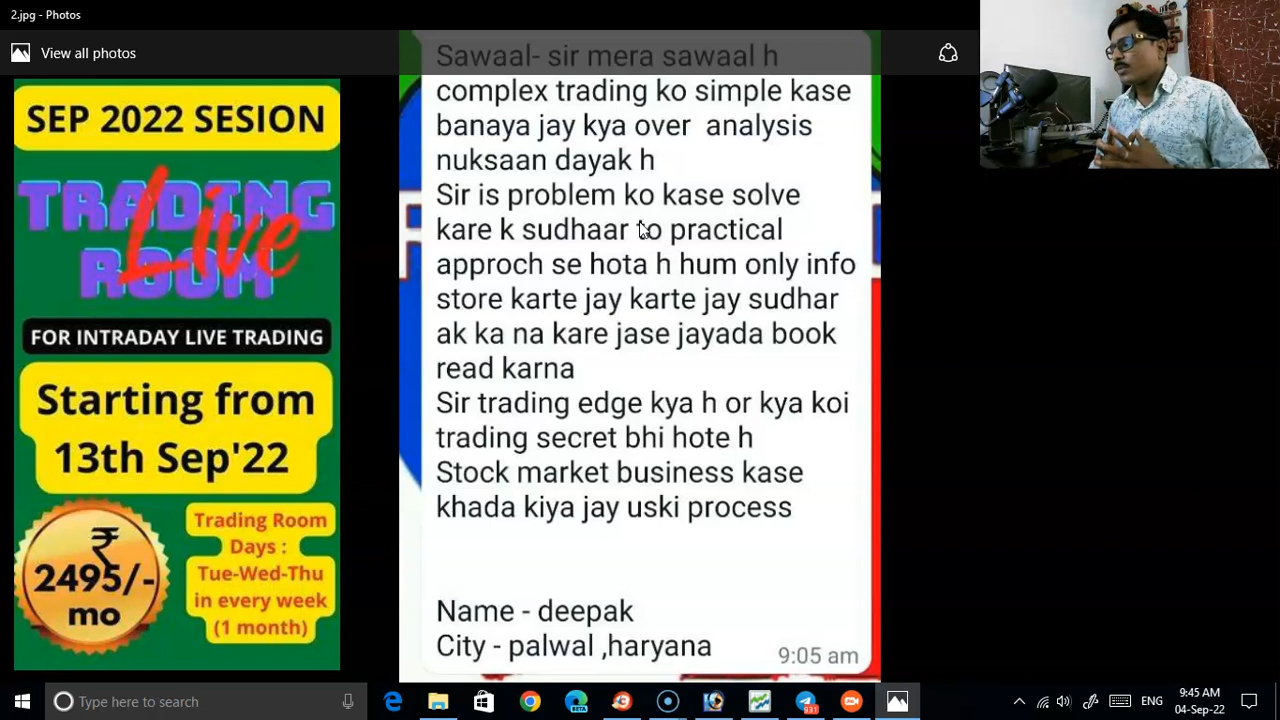 2.jpg - Photos
View all photos
SEP 2022 SESION
TRADING
Live
ROOM
FOR INTRADAY LIVE TRADING
Starting from
13th Sep'22
₹
2495/-
mo
Trading Room
Days :
Tue-Wed-Thu
in every week
(1 month)
Sawaal- sir mera sawaal h
complex trading ko simple kase
banaya jay kya over analysis
nuksaan dayak h
Sir is problem ko kase solve
kare k sudhaar to practical
approch se hota h hum only info
store karte jay karte jay sudhar
ak ka na kare jase jayada book
read karna
Sir trading edge kya h or kya koi
trading secret bhi hote h
Stock market business kase
khada kiya jay uski process
Name - deepak
City - palwal ,haryana
9:05 am
Type here to search
BETA
931
ENG
9:45 AM
04-Sep-22